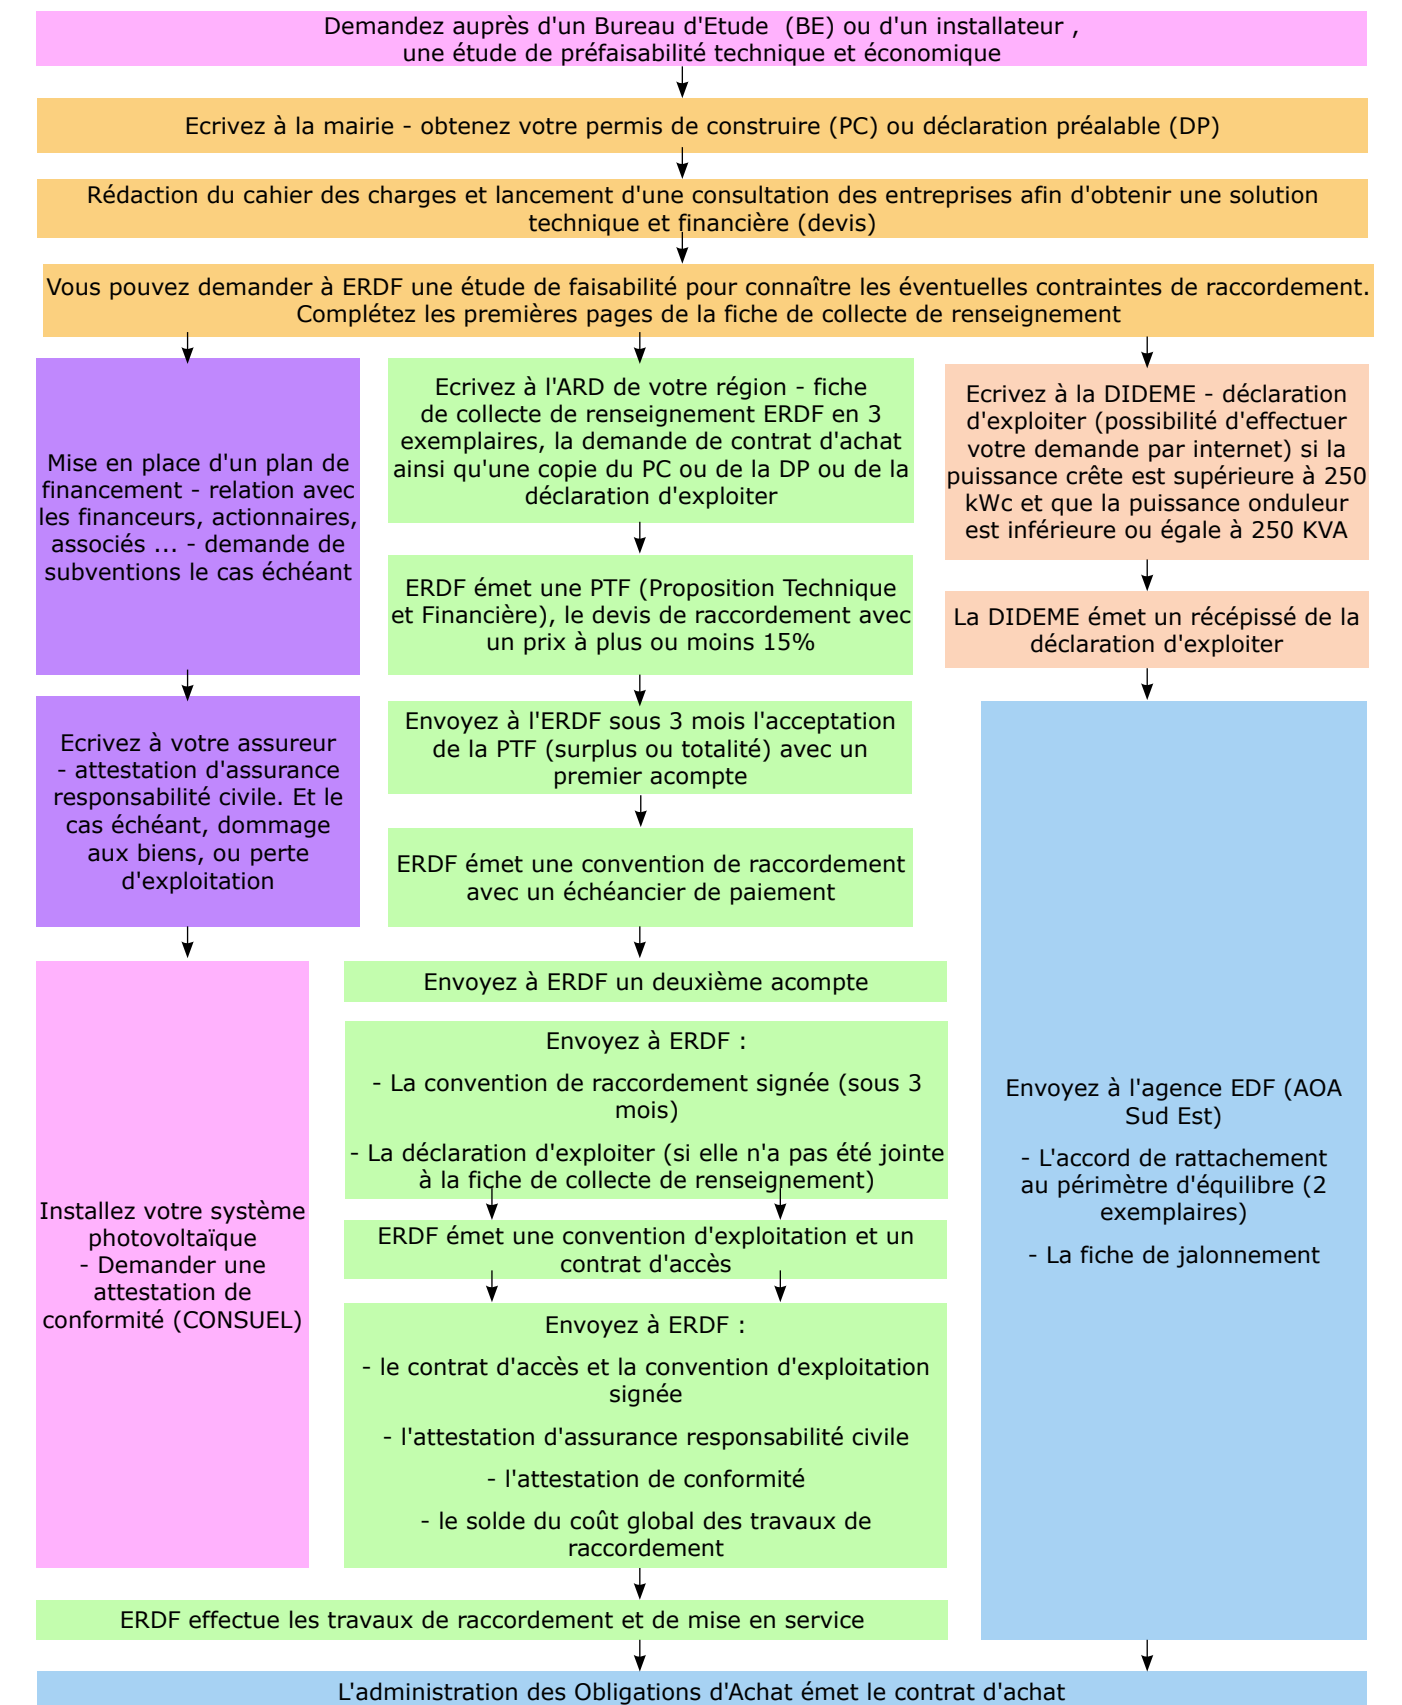 Demandez auprès d'un Bureau d'Etude  (BE) ou d'un installateur ,
une étude de préfaisabilité technique et économique
Ecrivez à la mairie - obtenez votre permis de construire (PC) ou déclaration préalable (DP)
Rédaction du cahier des charges et lancement d'une consultation des entreprises afin d'obtenir une solution
technique et financière (devis)
Vous pouvez demander à ERDF une étude de faisabilité pour connaître les éventuelles contraintes de raccordement.
Complétez les premières pages de la fiche de collecte de renseignement
Mise en place d'un plan de
financement - relation avec
les financeurs, actionnaires,
associés ... - demande de
subventions le cas échéant
Ecrivez à votre assureur
- attestation d'assurance
responsabilité civile. Et le
cas échéant, dommage
aux biens, ou perte
d'exploitation
Installez votre système
photovoltaïque
- Demander une
attestation de
conformité (CONSUEL)
Ecrivez à l'ARD de votre région - fiche
de collecte de renseignement ERDF en 3
exemplaires, la demande de contrat d'achat
ainsi qu'une copie du PC ou de la DP ou de la
déclaration d'exploiter
ERDF émet une PTF (Proposition Technique
et Financière), le devis de raccordement avec
un prix à plus ou moins 15%
Envoyez à l'ERDF sous 3 mois l'acceptation
de la PTF (surplus ou totalité) avec un
premier acompte
ERDF émet une convention de raccordement
avec un échéancier de paiement
Envoyez à ERDF un deuxième acompte
Envoyez à ERDF :
- La convention de raccordement signée (sous 3
mois)
- La déclaration d'exploiter (si elle n'a pas été jointe
à la fiche de collecte de renseignement)
ERDF émet une convention d'exploitation et un
contrat d'accès
Envoyez à ERDF :
- le contrat d'accès et la convention d'exploitation
signée
- l'attestation d'assurance responsabilité civile
- l'attestation de conformité
- le solde du coût global des travaux de
raccordement
ERDF effectue les travaux de raccordement et de mise en service
Ecrivez à la DIDEME - déclaration
d'exploiter (possibilité d'effectuer
votre demande par internet) si la
puissance crête est supérieure à 250
kWc et que la puissance onduleur
est inférieure ou égale à 250 KVA
La DIDEME émet un récépissé de la
déclaration d'exploiter
Envoyez à l'agence EDF (AOA
Sud Est)
- L'accord de rattachement
au périmètre d'équilibre (2
exemplaires)
- La fiche de jalonnement
L'administration des Obligations d'Achat émet le contrat d'achat